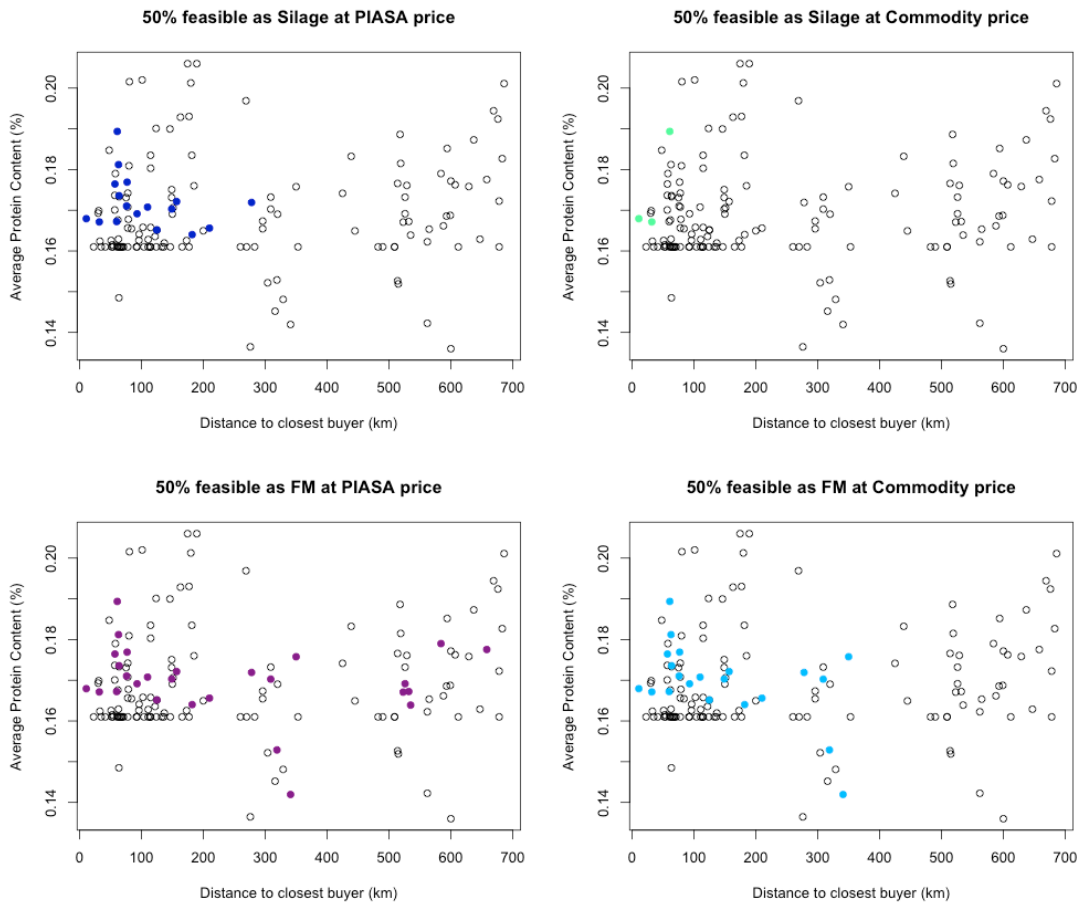 50% feasible as Silage at PIASA price
Average Protein Content (%)
0.20
0.18
0.16
0.14
0 100 200 300 400 500 600 700
Distance to closest buyer (km)
50% feasible as Silage at Commodity price
Average Protein Content (%)
0.20
0.18
0.16
0.14
0 100 200 300 400 500 600 700
Distance to closest buyer (km)
50% feasible as FM at PIASA price
Average Protein Content (%)
0.20
0.18
0.16
0.14
0 100 200 300 400 500 600 700
Distance to closest buyer (km)
50% feasible as FM at Commodity price
Average Protein Content (%)
0.20
0.18
0.16
0.14
0 100 200 300 400 500 600 700
Distance to closest buyer (km)